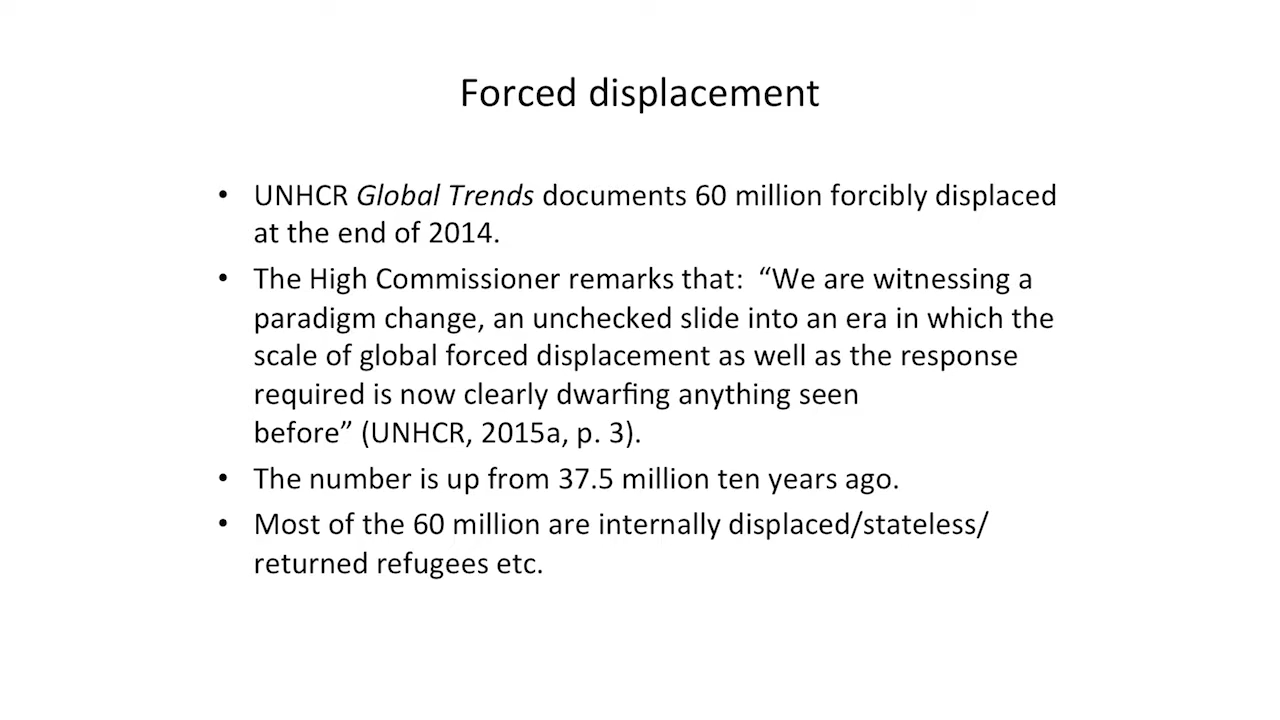 Forced displacement
• UNHCR Global Trends documents 60 million forcibly displaced
at the end of 2014.
• The High Commissioner remarks that:  “We are witnessing a
paradigm change, an unchecked slide into an era in which the
scale of global forced displacement as well as the response
required is now clearly dwarfing anything seen
before” (UNHCR, 2015a, p. 3).
• The number is up from 37.5 million ten years ago.
• Most of the 60 million are internally displaced/stateless/
returned refugees etc.